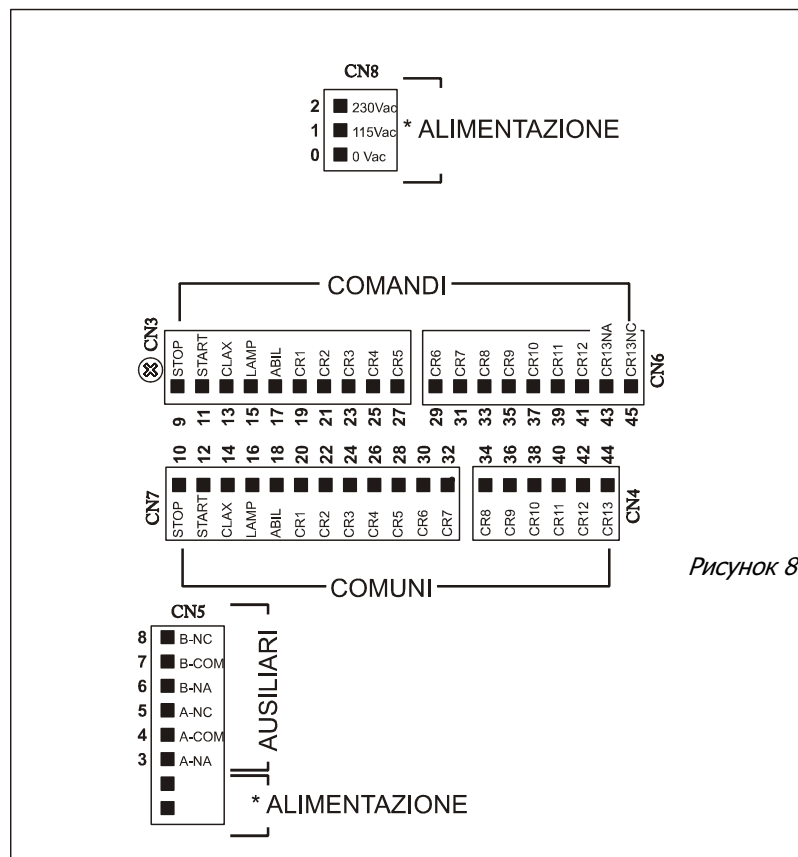 CN8
2 230Vac
1 115Vac
0 0 Vac
* ALIMENTAZIONE
COMANDI
CN3
STOP START CLAX LAMP ABIL CR1 CR2 CR3 CR4 CR5
CR6 CR7 CR8 CR9 CR10 CR11 CR12 CR13NA CR13NC
CN6
9 11 13 15 17 19 21 23 25 27 29 31 33 35 37 39 41 43 45
10 12 14 16 18 20 22 24 26 28 30 32 34 36 38 40 42 44
CN7
STOP START CLAX LAMP ABIL CR1 CR2 CR3 CR4 CR5 CR6 CR7
CR8 CR9 CR10 CR11 CR12 CR13
CN4
COMUNI
Рисунок 8
CN5
8 B-NC
7 B-COM
6 B-NA
5 A-NC
4 A-COM
3 A-NA
AUSILIARI
* ALIMENTAZIONE